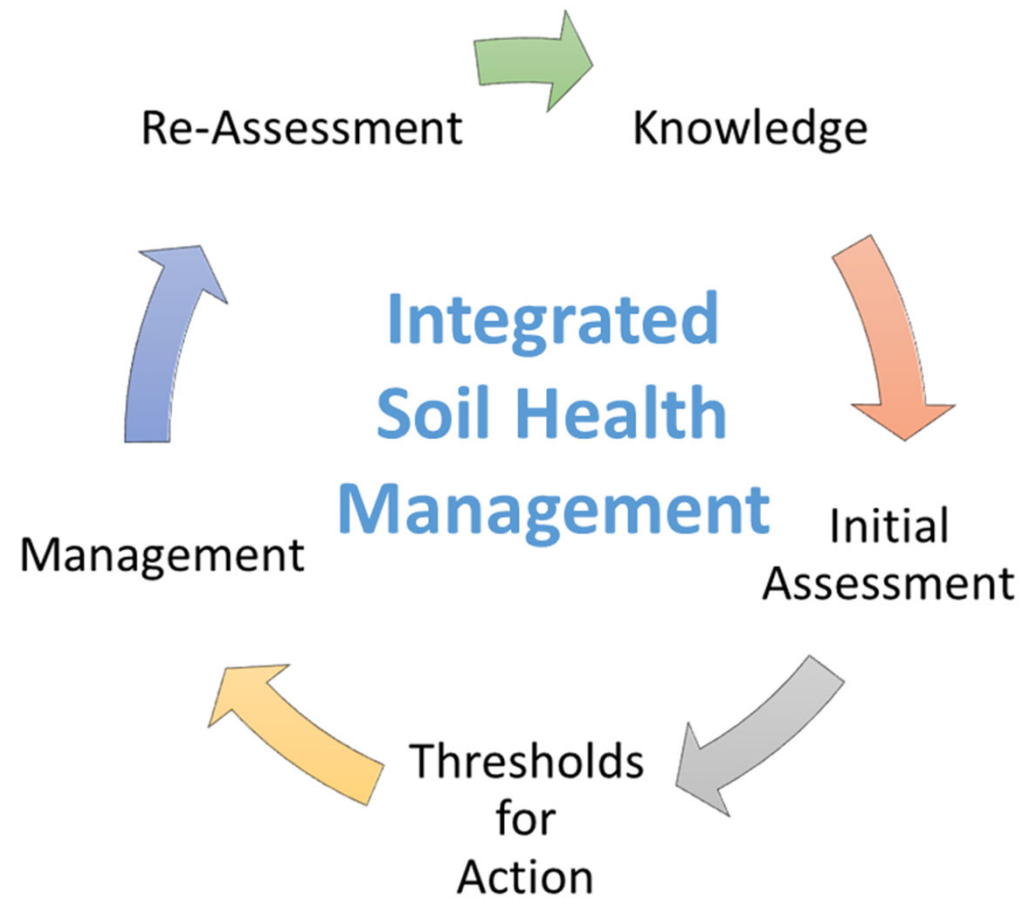 Re-Assessment
Knowledge
Integrated
Soil Health
Management
Initial
Assessment
Management
Thresholds
for
Action